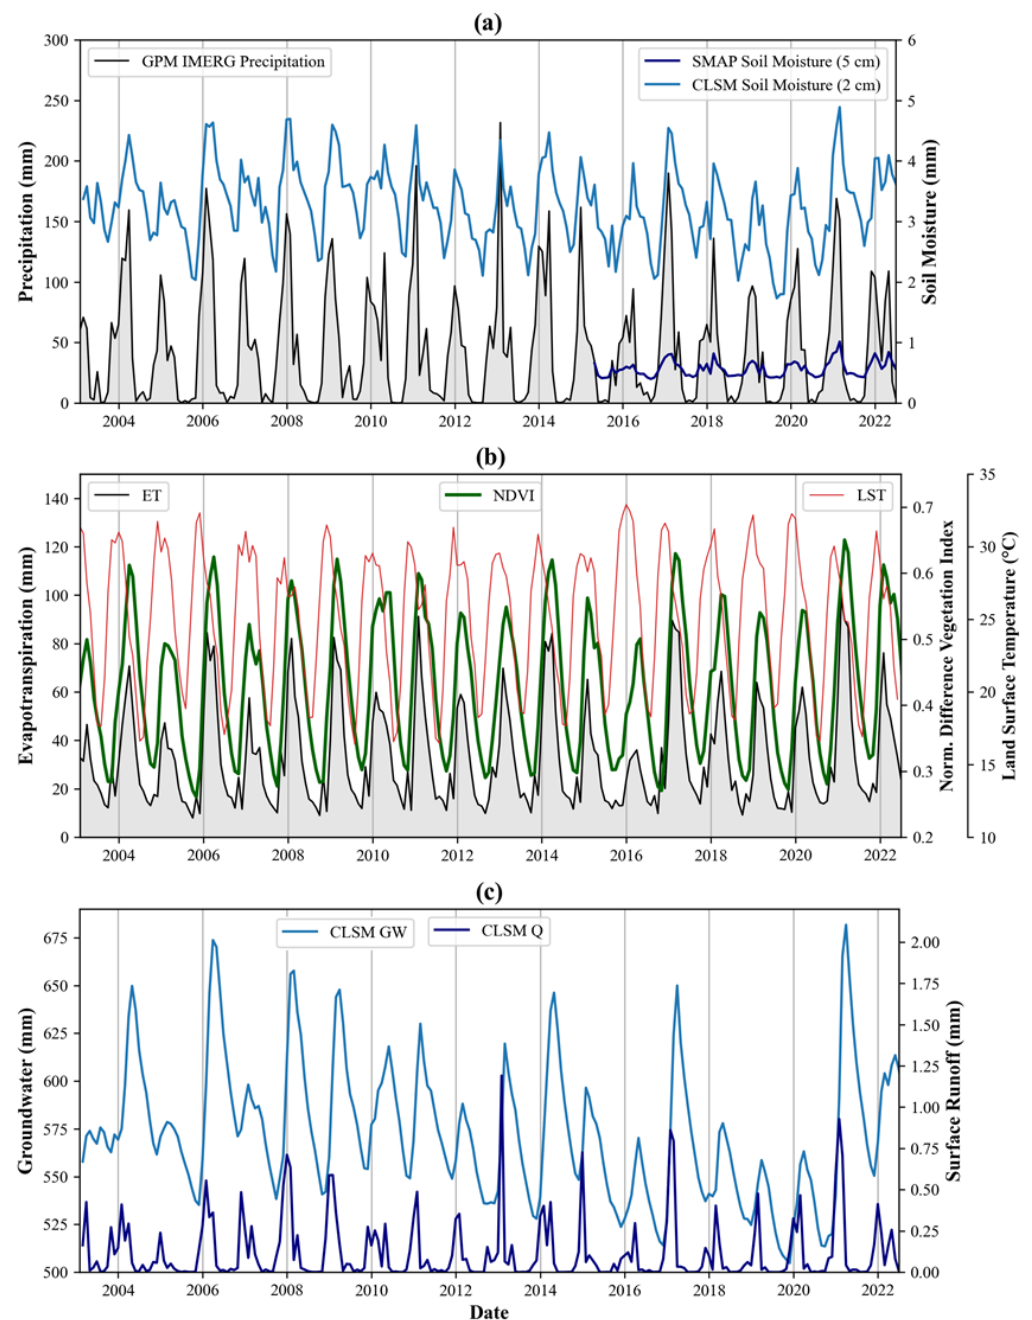 (a)
GPM IMERG Precipitation
SMAP Soil Moisture (5 cm)
CLSM Soil Moisture (2 cm)
Precipitation (mm)
300
250
200
150
100
50
0
Soil Moisture (mm)
6
5
4
3
2
1
0
2004 2006 2008 2010 2012 2014 2016 2018 2020 2022
(b)
ET
NDVI
LST
Evapotranspiration (mm)
140
120
100
80
60
40
20
0
0.7
0.6
0.5
0.4
0.3
0.2
Norm. Difference Vegetation Index
35
30
25
20
15
10
Land Surface Temperature (°C)
2004 2006 2008 2010 2012 2014 2016 2018 2020 2022
(c)
CLSM GW
CLSM Q
Groundwater (mm)
675
650
625
600
575
550
525
500
2.00
1.75
1.50
1.25
1.00
0.75
0.50
0.25
0.00
Surface Runoff (mm)
2004 2006 2008 2010 2012 2014 2016 2018 2020 2022
Date